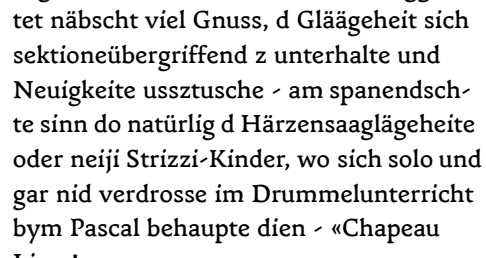 tet näbscht viel Gnuss, d Gläägeheit sich
sektioneübergriffend z unterhalte und
Neuigkeite ussztusche - am spanendsch-
te sinn do natürlig d Härzensaaglägeheite
oder neiji Strizzi-Kinder, wo sich solo und
gar nid verdrosse im Drummelunterricht
bym Pascal behaupte dien - «Chapeau